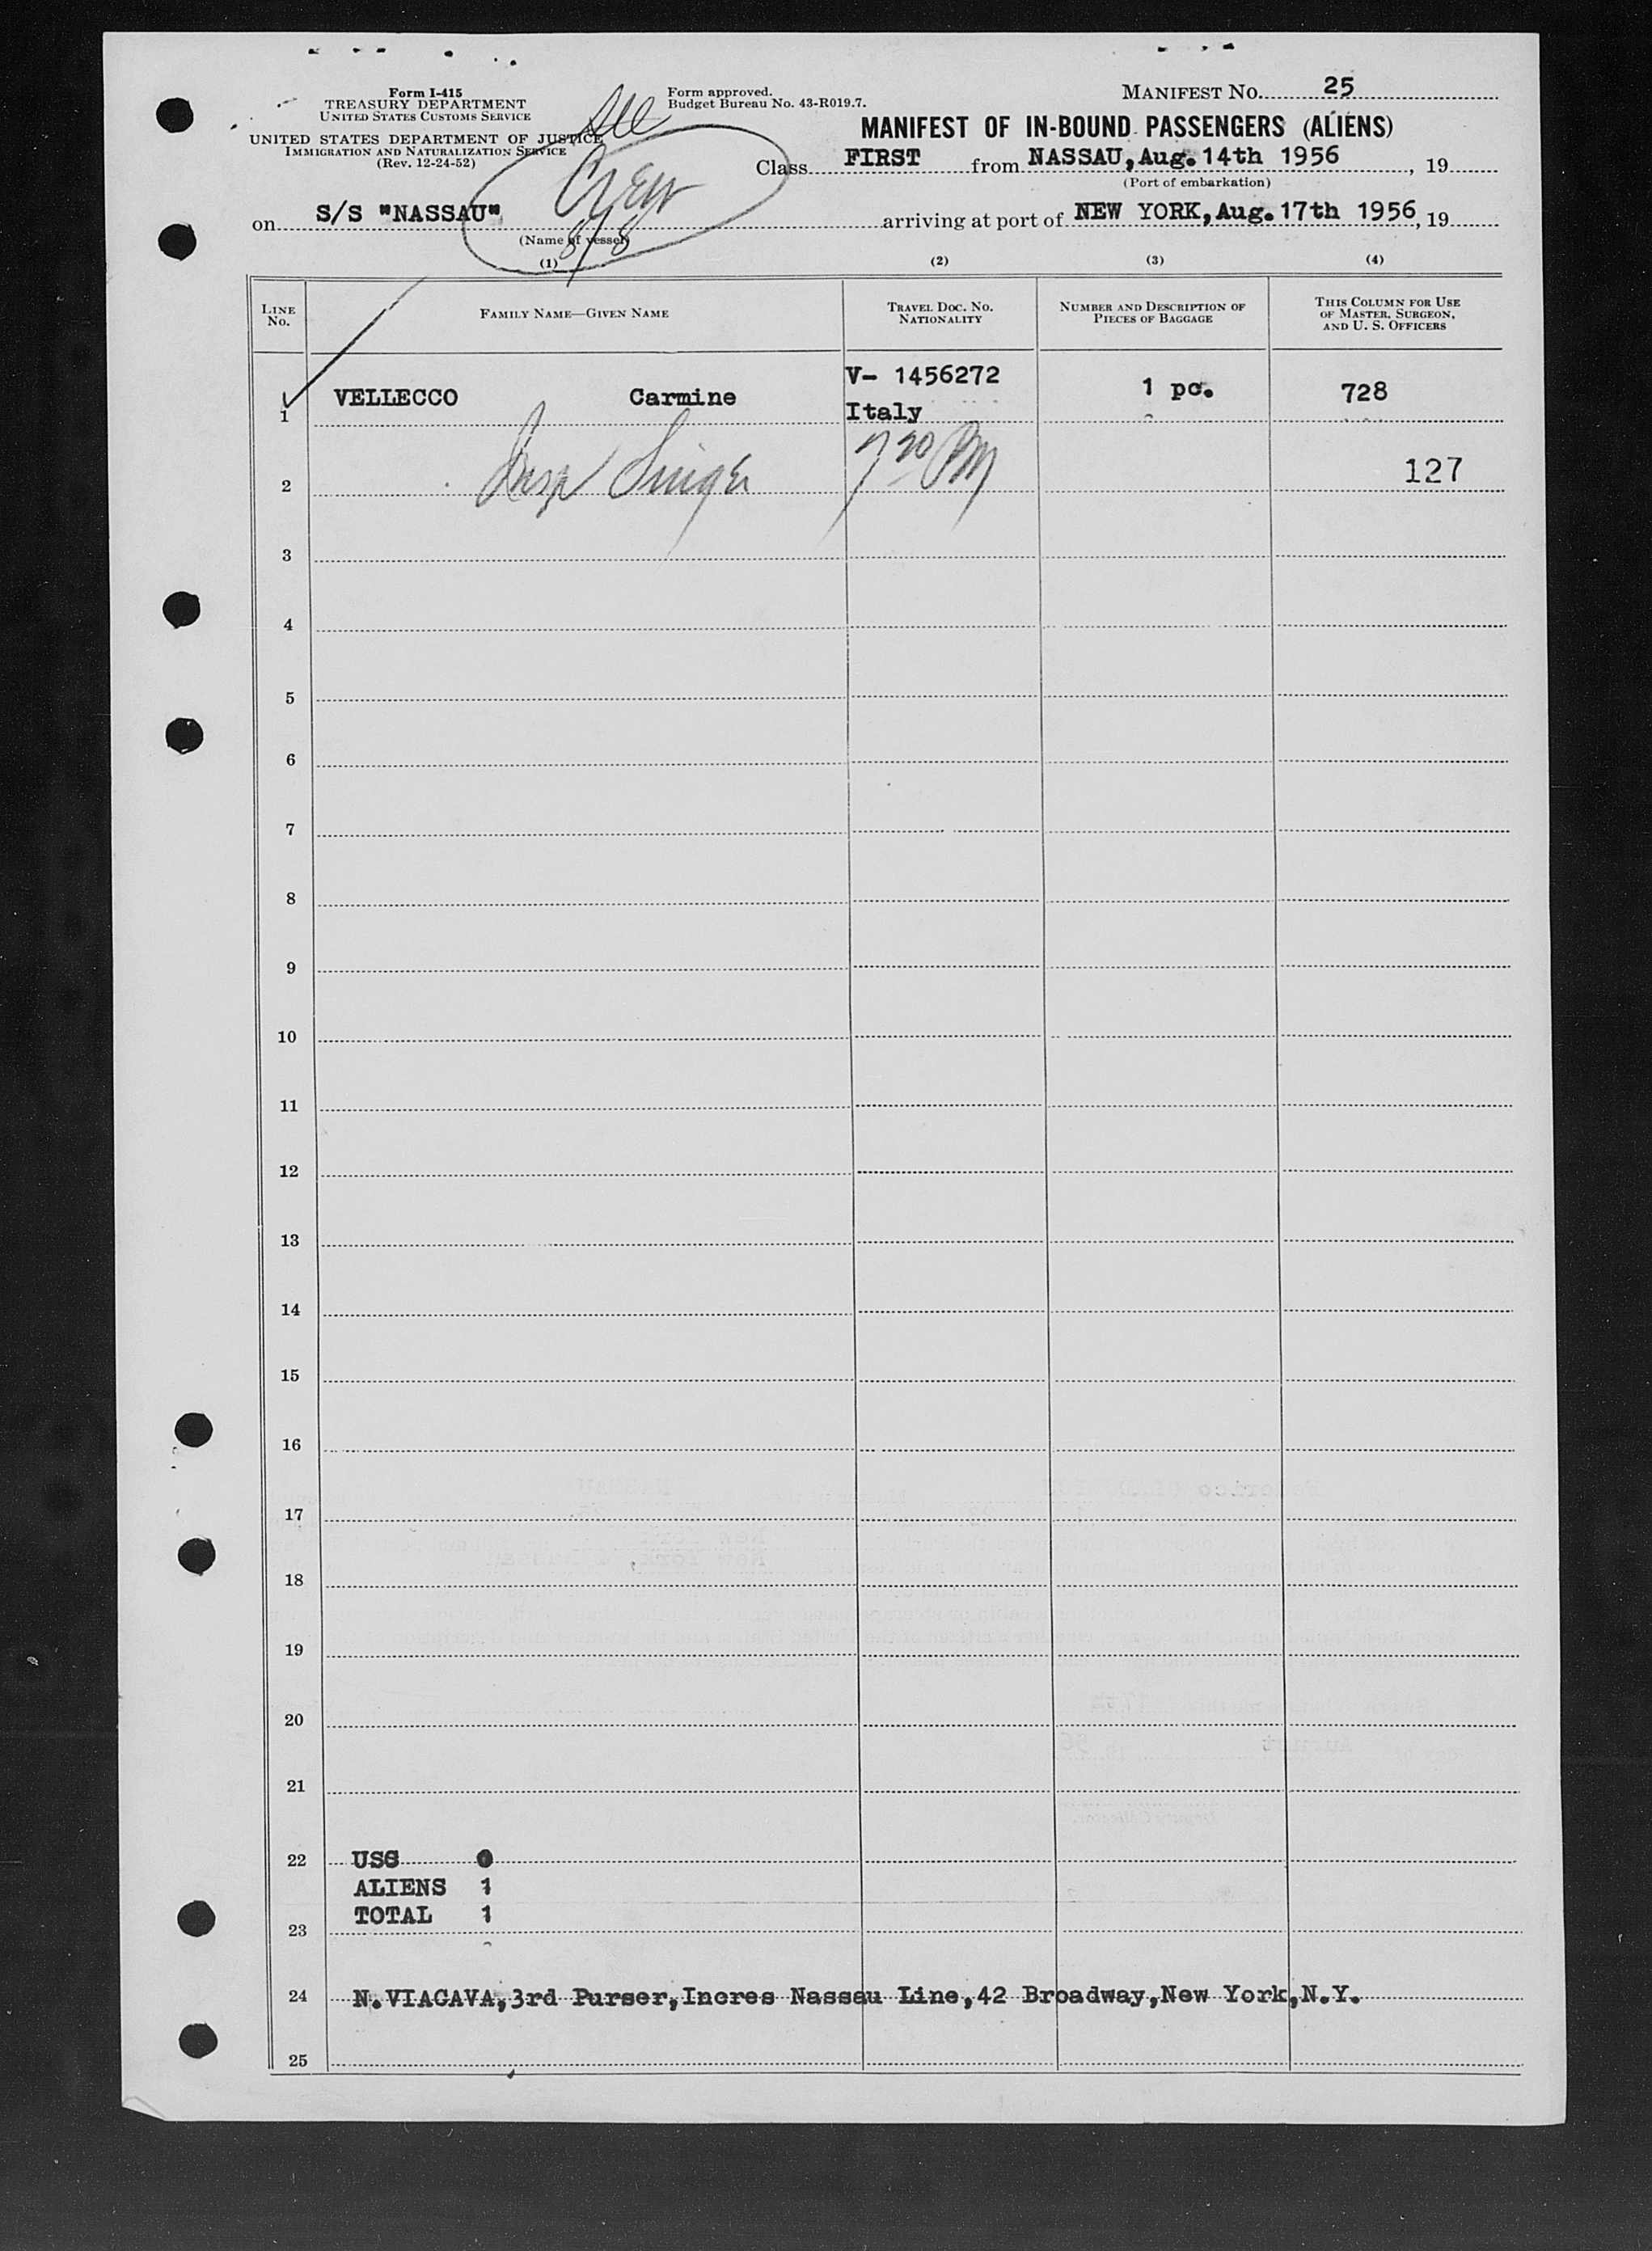 Form I-415
TREASURY DEPARTMENT
UNITED STATES CUSTOMS SERVICE
UNITED STATES DEPARTMENT OF JUSTICE
IMMIGRATION AND NATURALIZATION SERVICE
(Rev. 12-24-52)
Form approved.
Budget Bureau No. 43-R019.7.
See
Crew
8/8
MANIFEST NO. 25
MANIFEST OF IN-BOUND PASSENGERS (ALIENS)
Class FIRST from NASSAU, Aug. 14th 1956, 19
(Port of embarkation)
on S/S "NASSAU" arriving at port of NEW YORK, Aug. 17th 1956, 19
(Name of vessel)
(1) (2) (3) (4)
LINE NO. FAMILY NAME—GIVEN NAME TRAVEL DOC. NO. NATIONALITY NUMBER AND DESCRIPTION OF PIECES OF BAGGAGE THIS COLUMN FOR USE OF MASTER, SURGEON, AND U. S. OFFICERS
1 VELLECCO Carmine V- 1456272 Italy 1 pc. 728
2 Insp Singer 7 20 PM 127
3
4
5
6
7
8
9
10
11
12
13
14
15
16
17
18
19
20
21
22 USC 0
ALIENS 1
TOTAL 1
23
24 N.VIACAVA, 3rd Purser, Incres Nassau Line, 42 Broadway, New York, N.Y.
25